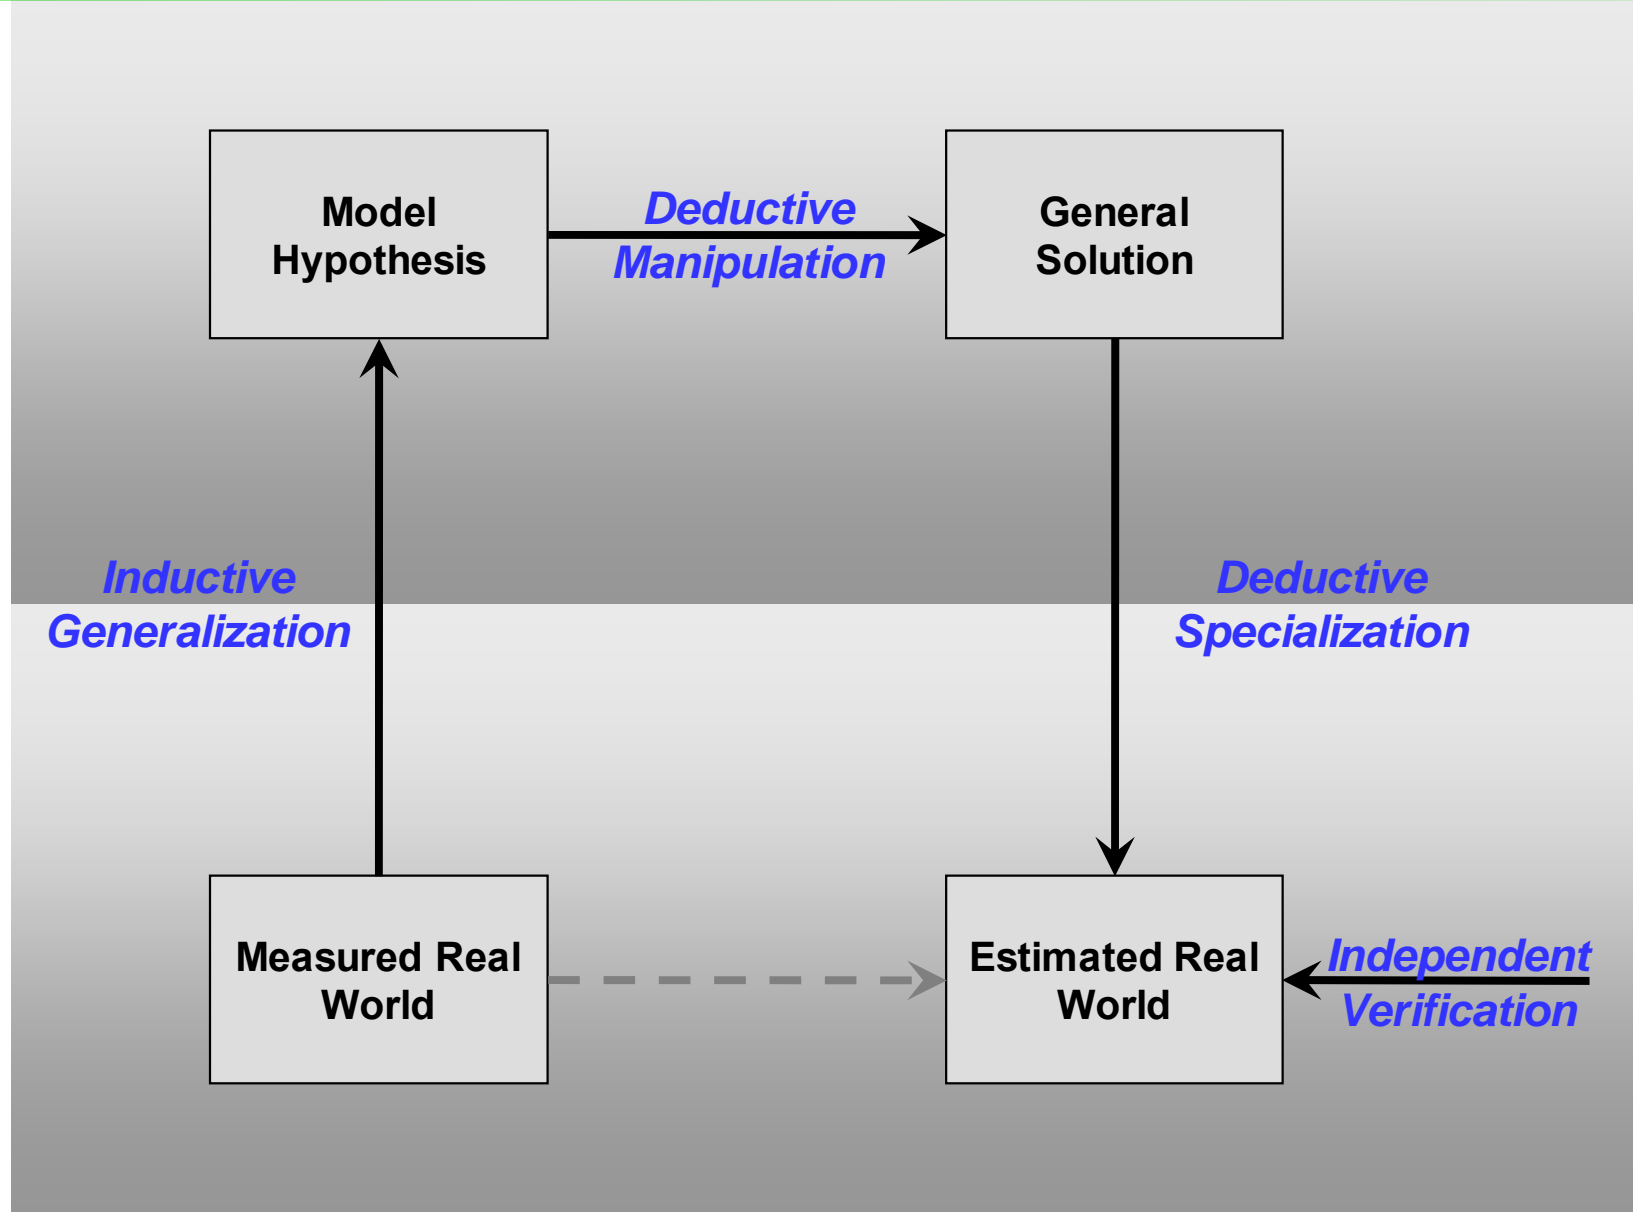 Model
Hypothesis
Deductive
Manipulation
General
Solution
Inductive
Generalization
Deductive
Specialization
Measured Real
World
Estimated Real
World
Independent
Verification